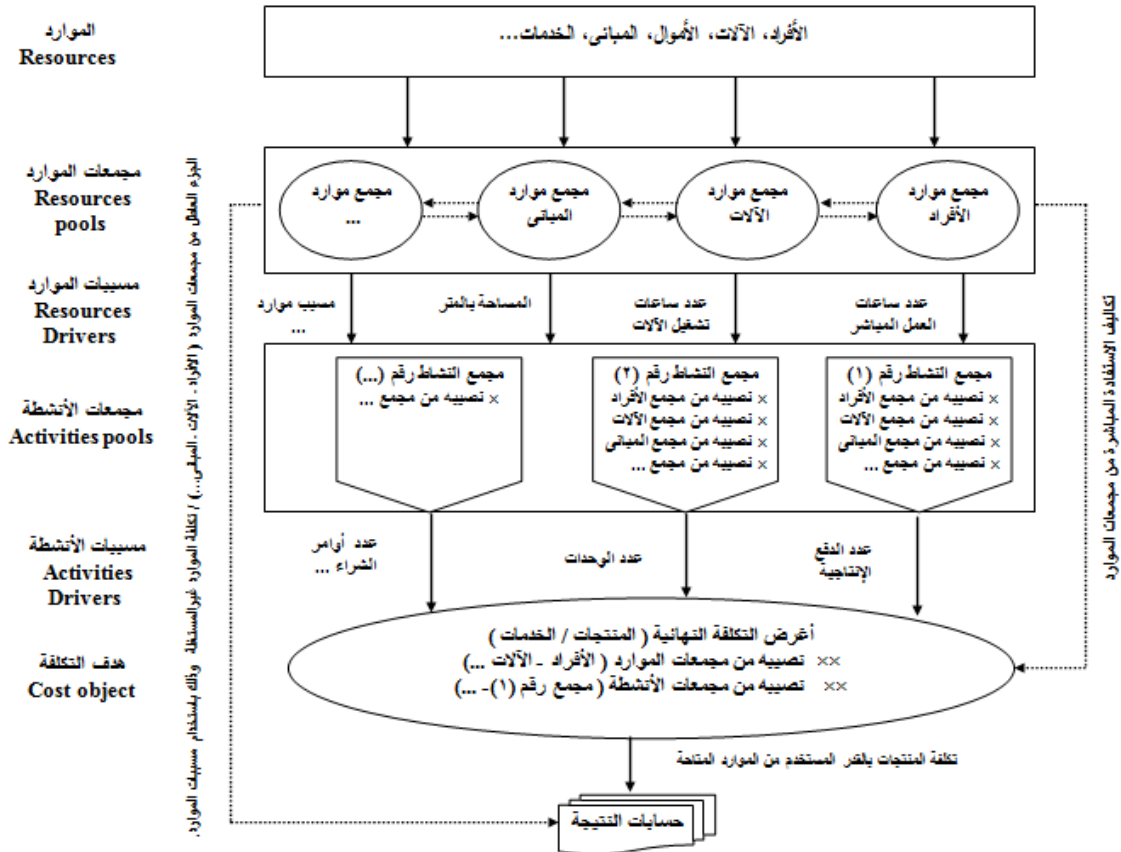 الموارد
Resources
الأفراد، الآلات، الأموال، المبانى، الخدمات...
مجمعات الموارد
Resources
pools
مجمع موارد
الأفراد
مجمع موارد
الآلات
مجمع موارد
المبانى
مجمع موارد
...
مسببات الموارد
Resources
Drivers
عدد ساعات
العمل المباشر
عدد ساعات
تشغيل الآلات
المساحة بالمتر
مسبب موارد
...
مجمعات الأنشطة
Activities pools
مجمع النشاط رقم (١)
× نصيبه من مجمع الأفراد
× نصيبه من مجمع الآلات
× نصيبه من مجمع المبانى
× نصيبه من مجمع ...
مجمع النشاط رقم (٢)
× نصيبه من مجمع الأفراد
× نصيبه من مجمع الآلات
× نصيبه من مجمع المبانى
× نصيبه من مجمع ...
مجمع النشاط رقم (...)
× نصيبه من مجمع ...
مسببات الأنشطة
Activities
Drivers
عدد الدفع
الإنتاجية
عدد الوحدات
عدد أوامر
الشراء ...
هدف التكلفة
Cost object
أغرض التكلفة النهائية ( المنتجات / الخدمات )
×× نصيبه من مجمعات الموارد ( الأفراد - الآلات ...)
×× نصيبه من مجمعات الأنشطة ( مجمع رقم (١)- ...)
تكلفة المنتجات بالقدر المستخدم من الموارد المتاحة
حسابات النتيجة
تكاليف الاستفادة المباشرة من مجمعات الموارد
الجزء العاطل من مجمعات الموارد ( الأفراد - الآلات - المبانى...) / تكلفة الموارد غير المستغلة وذلك باستخدام مسببات الموارد.